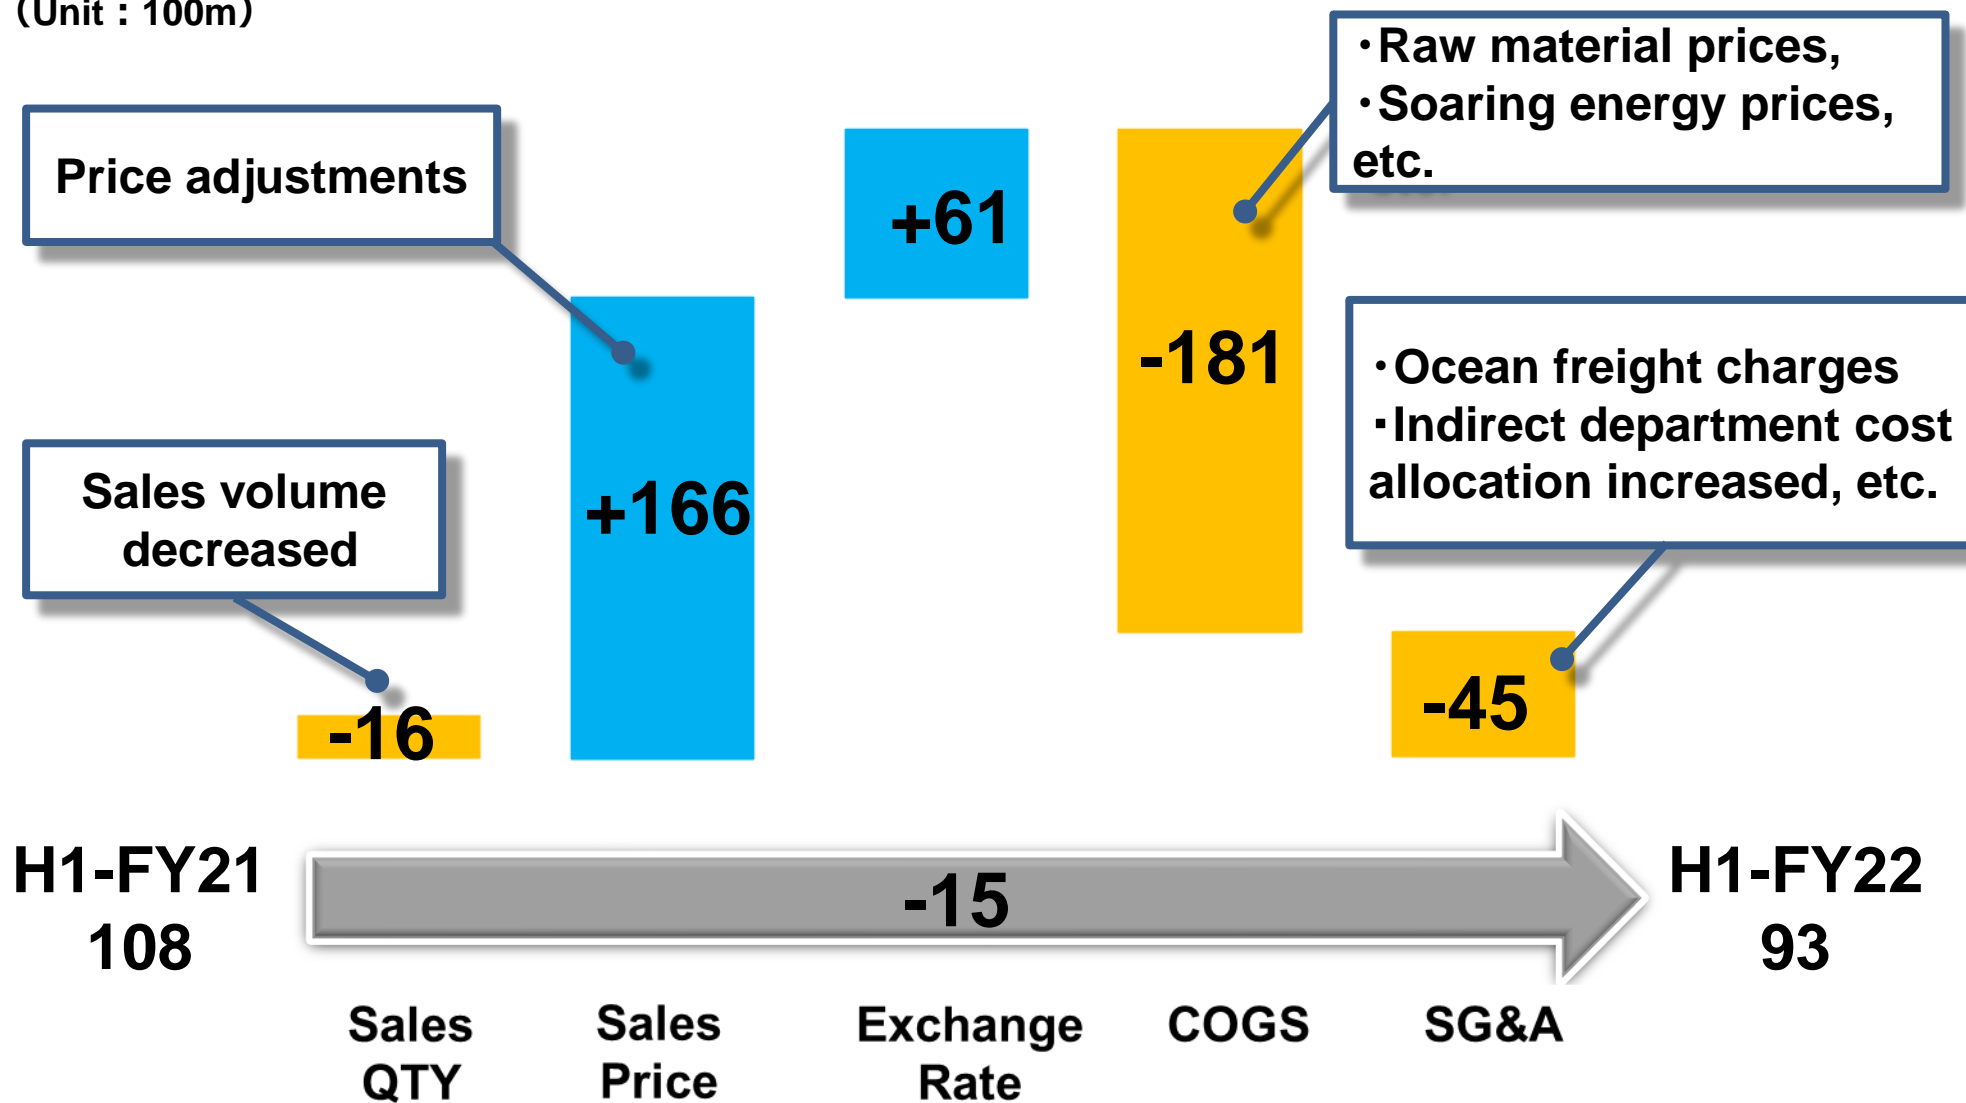 （Unit：100m）
・Raw material prices,
・Soaring energy prices,
etc.
Price adjustments
+61
-181
・Ocean freight charges
・Indirect department cost
allocation increased, etc.
+166
Sales volume
decreased
-16
-45
H1-FY21
108
-15
H1-FY22
93
Sales
QTY
Sales
Price
Exchange
Rate
COGS
SG&A